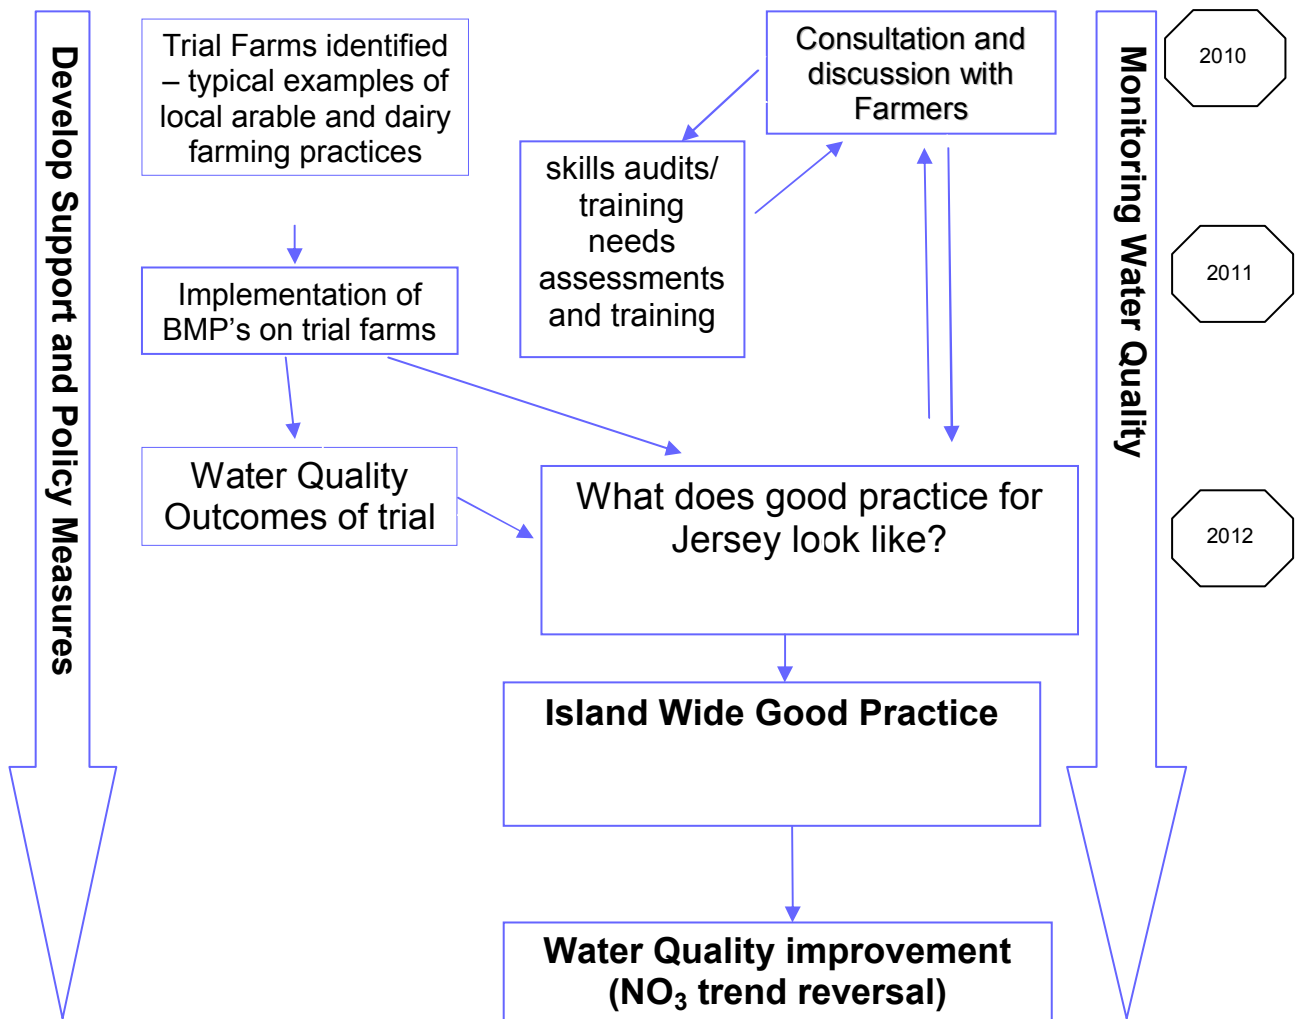 Develop Support and Policy Measures
Trial Farms identified
– typical examples of
local arable and dairy
farming practices
Consultation and
discussion with
Farmers
Monitoring Water Quality
2010
skills audits/
training
needs
assessments
and training
2011
Implementation of
BMP's on trial farms
Water Quality
Outcomes of trial
What does good practice for
Jersey look like?
2012
Island Wide Good Practice
Water Quality improvement
(NO₃ trend reversal)